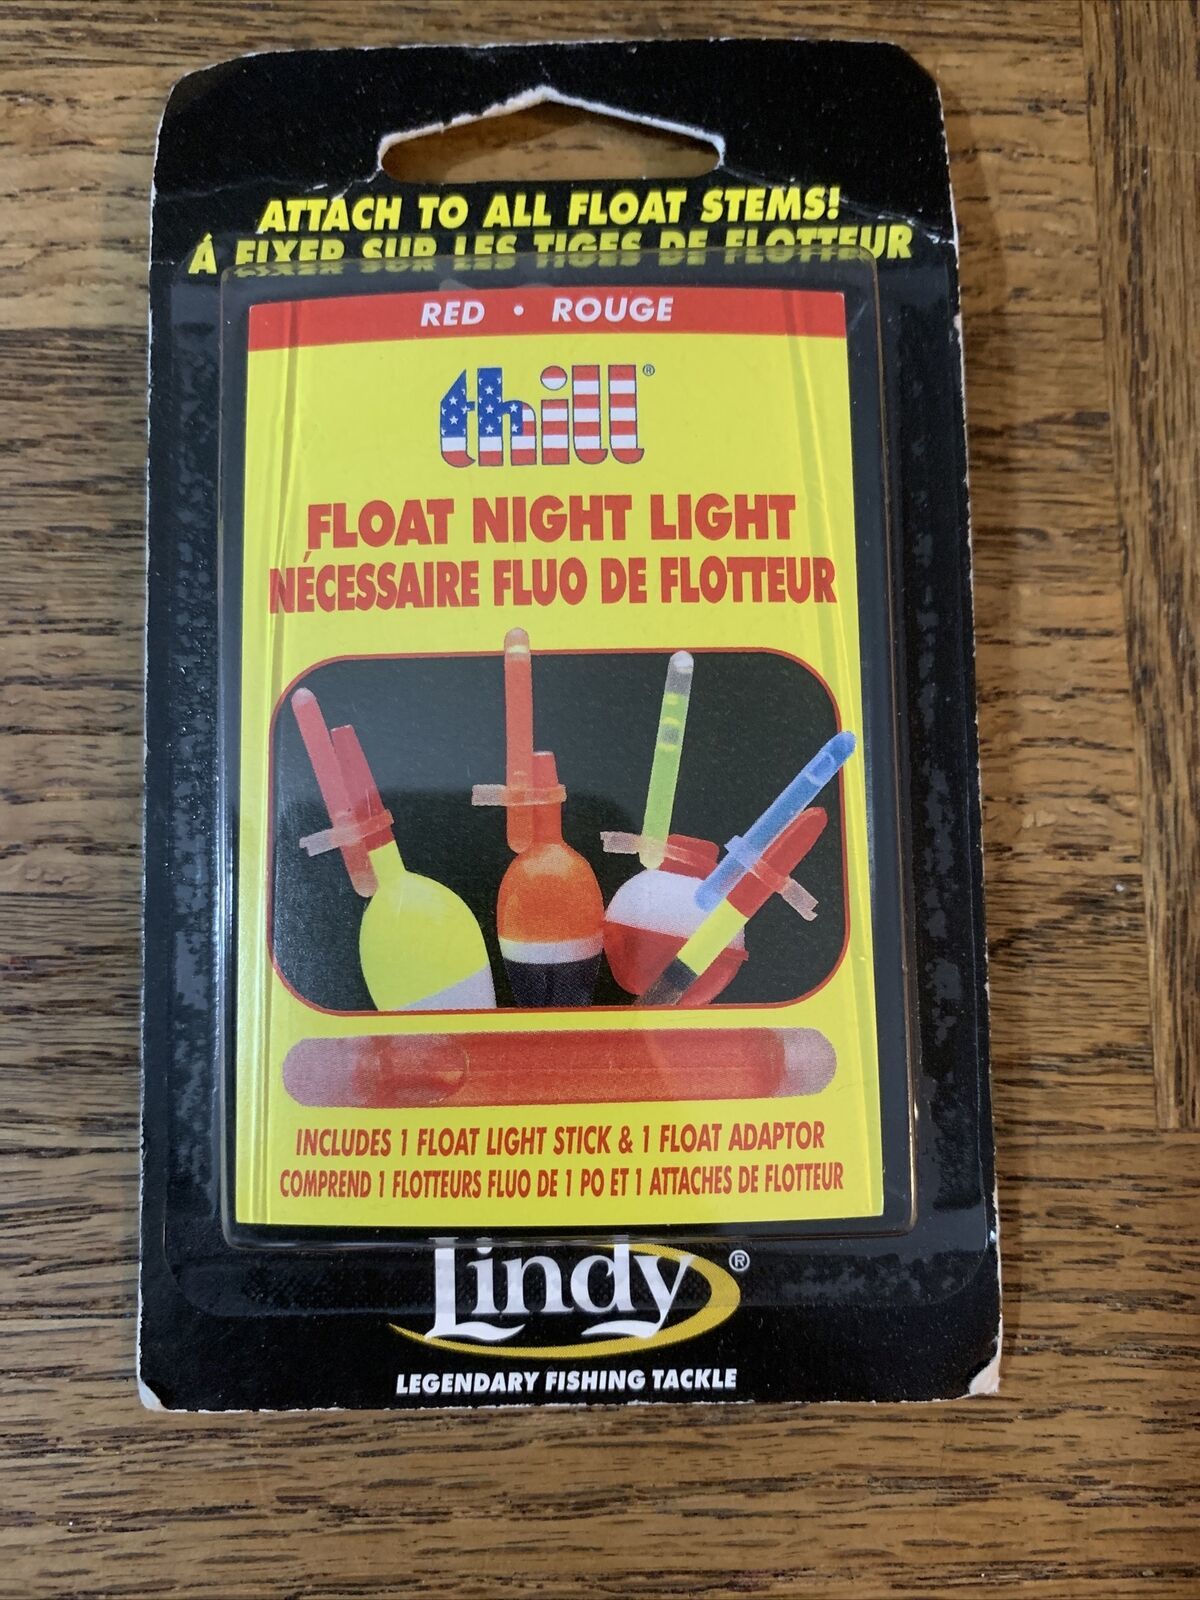 ATTACH TO ALL FLOAT STEMS!
Á FIXER SUR LES TIGES DE FLOTTEUR
RED • ROUGE
thill®
FLOAT NIGHT LIGHT
NÉCESSAIRE FLUO DE FLOTTEUR
INCLUDES 1 FLOAT LIGHT STICK & 1 FLOAT ADAPTOR
COMPREND 1 FLOTTEURS FLUO DE 1 PO ET 1 ATTACHES DE FLOTTEUR
Lindy®
LEGENDARY FISHING TACKLE